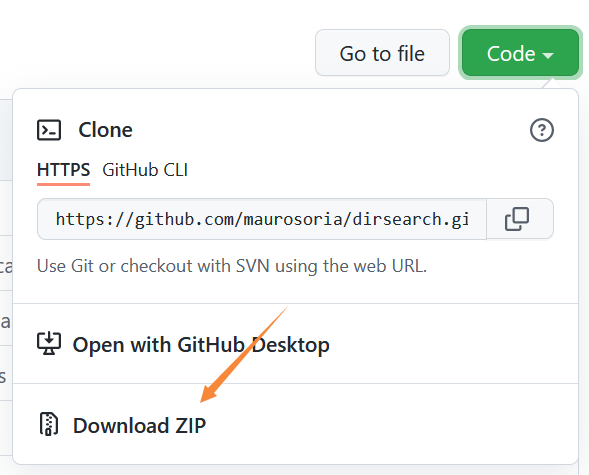 Go to file
Code
Clone
HTTPS GitHub CLI
https://github.com/maurosoria/dirsearch.gi
Use Git or checkout with SVN using the web URL.
ca
Open with GitHub Desktop
a
s
Download ZIP